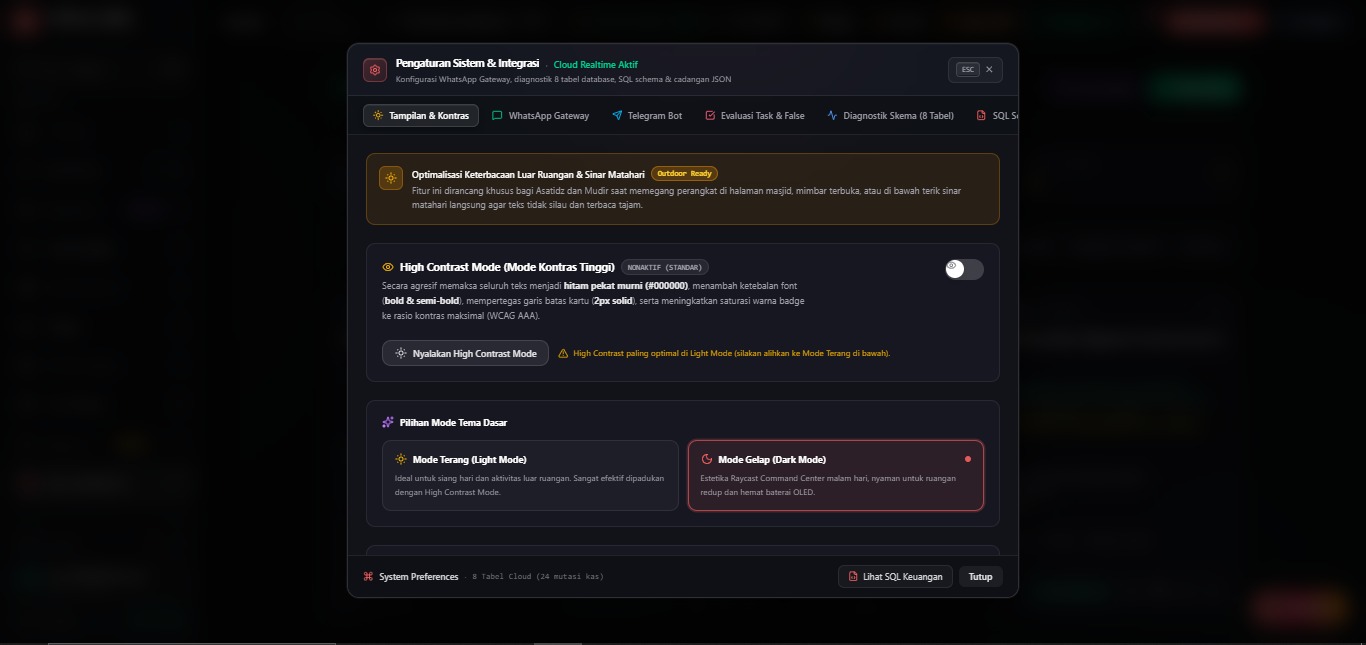 Pengaturan Sistem & Integrasi · Cloud Realtime Aktif
Konfigurasi WhatsApp Gateway, diagnostik 8 tabel database, SQL schema & cadangan JSON
ESC ✕
Tampilan & Kontras WhatsApp Gateway Telegram Bot Evaluasi Task & False Diagnostik Skema (8 Tabel) SQL S
Optimalisasi Keterbacaan Luar Ruangan & Sinar Matahari Outdoor Ready
Fitur ini dirancang khusus bagi Asatidz dan Mudir saat memegang perangkat di halaman masjid, mimbar terbuka, atau di bawah terik sinar
matahari langsung agar teks tidak silau dan terbaca tajam.
High Contrast Mode (Mode Kontras Tinggi) NONAKTIF (STANDAR)
Secara agresif memaksa seluruh teks menjadi hitam pekat murni (#000000), menambah ketebalan font
(bold & semi-bold), mempertegas garis batas kartu (2px solid), serta meningkatkan saturasi warna badge
ke rasio kontras maksimal (WCAG AAA).
Nyalakan High Contrast Mode High Contrast paling optimal di Light Mode (silakan alihkan ke Mode Terang di bawah).
Pilihan Mode Tema Dasar
Mode Terang (Light Mode)
Ideal untuk siang hari dan aktivitas luar ruangan. Sangat efektif dipadukan
dengan High Contrast Mode.
Mode Gelap (Dark Mode)
Estetika Raycast Command Center malam hari, nyaman untuk ruangan
redup dan hemat baterai OLED.
⌘ System Preferences · 8 Tabel Cloud (24 mutasi kas) Lihat SQL Keuangan Tutup